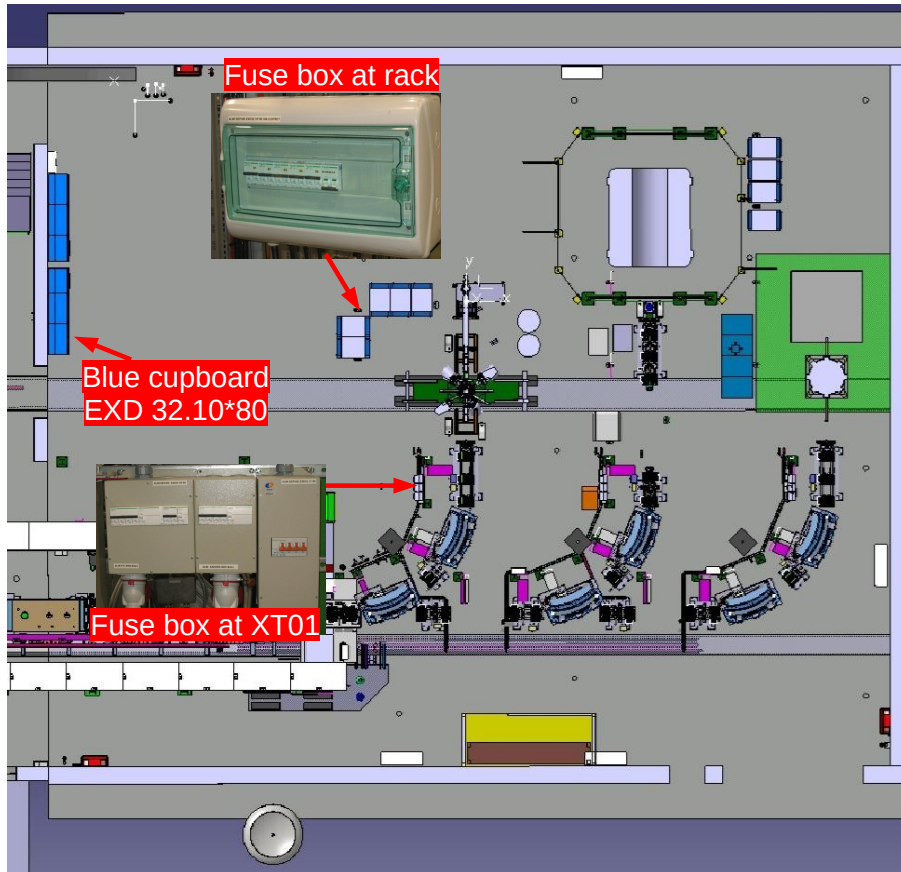 Fuse box at rack
y
x
Blue cupboard
EXD 32.10*80
Fuse box at XT01